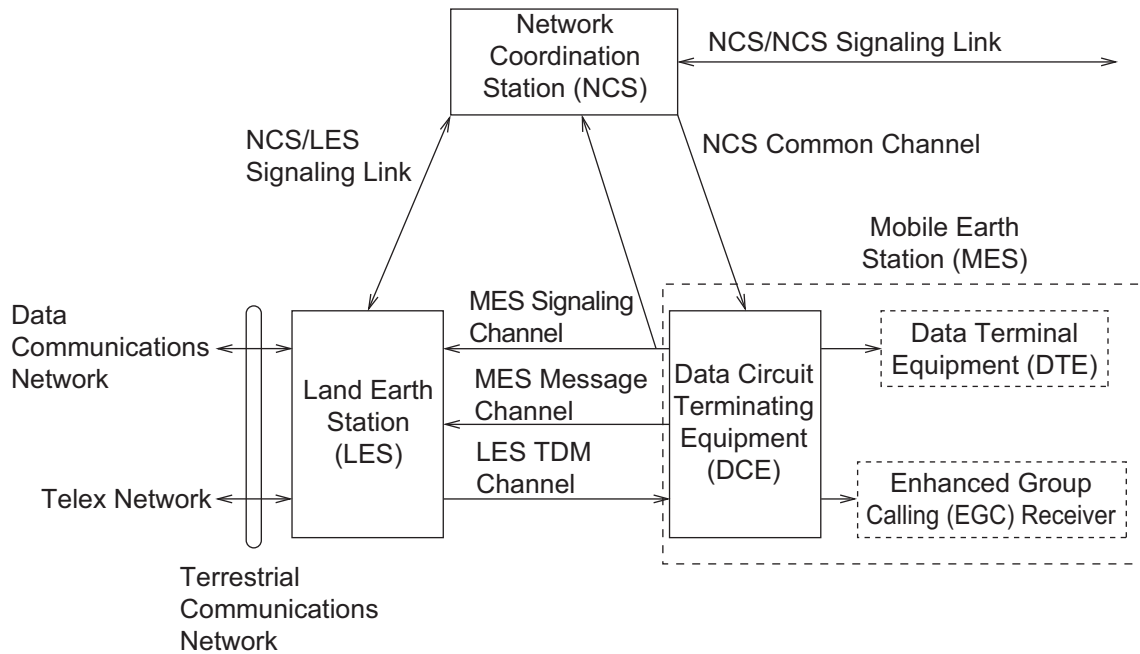 Network
Coordination
Station (NCS)
NCS/NCS Signaling Link
NCS/LES
Signaling Link
NCS Common Channel
Mobile Earth
Station (MES)
Data
Communications
Network
Land Earth
Station
(LES)
MES Signaling
Channel
MES Message
Channel
LES TDM
Channel
Data Circuit
Terminating
Equipment
(DCE)
Data Terminal
Equipment (DTE)
Telex Network
Enhanced Group
Calling (EGC) Receiver
Terrestrial
Communications
Network